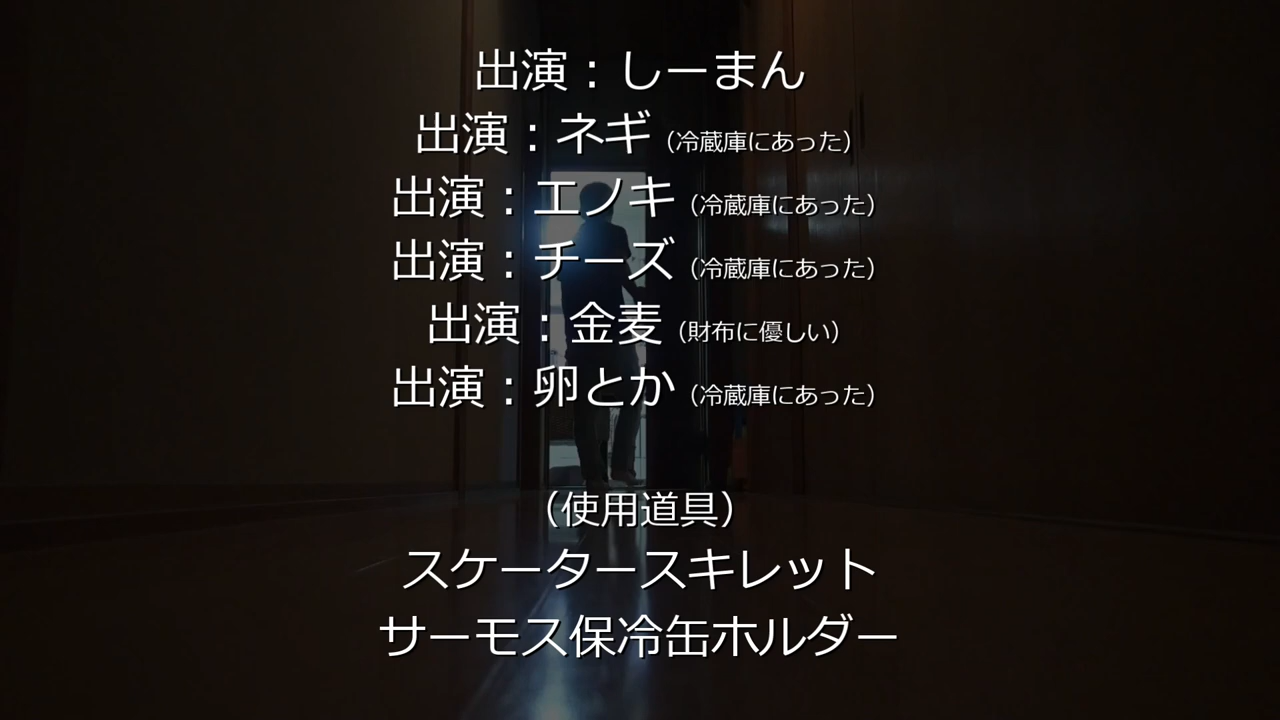 出演：しーまん
出演：ネギ（冷蔵庫にあった）
出演：エノキ（冷蔵庫にあった）
出演：チーズ（冷蔵庫にあった）
出演：金麦（財布に優しい）
出演：卵とか（冷蔵庫にあった）
（使用道具）
スケータースキレット
サーモス保冷缶ホルダー